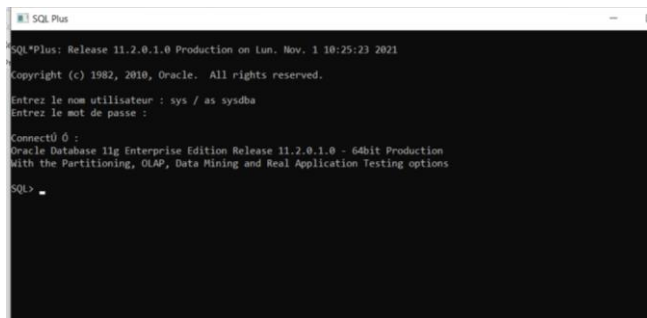 SQL Plus
SQL*Plus: Release 11.2.0.1.0 Production on Lun. Nov. 1 10:25:23 2021
Copyright (c) 1982, 2010, Oracle.  All rights reserved.
Entrez le nom utilisateur : sys / as sysdba
Entrez le mot de passe :
ConnectÚ Ó :
Oracle Database 11g Enterprise Edition Release 11.2.0.1.0 - 64bit Production
With the Partitioning, OLAP, Data Mining and Real Application Testing options
SQL>